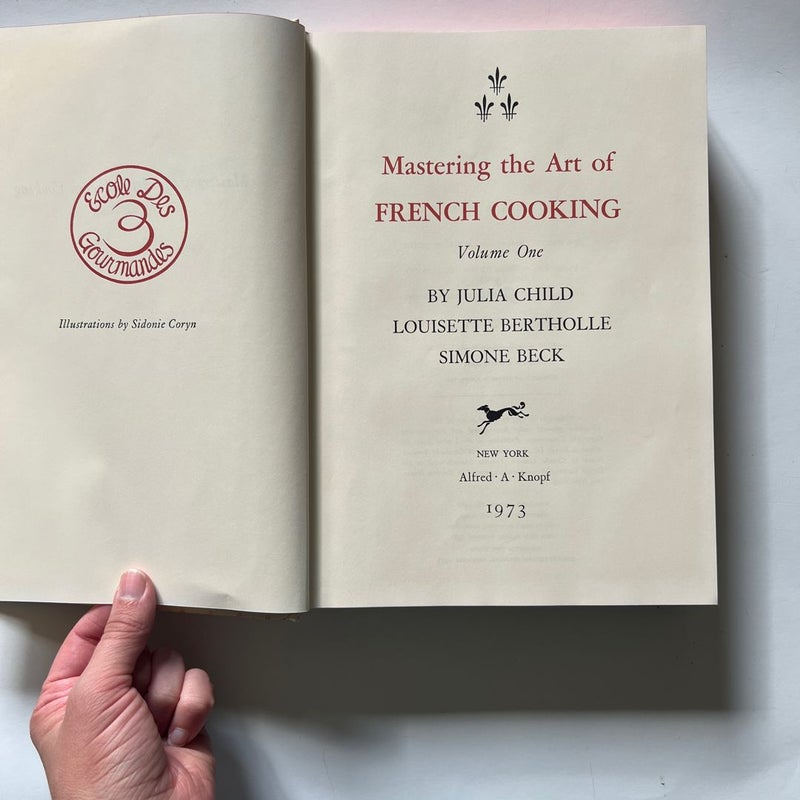 Ecole Des
3
Gourmandes
Illustrations by Sidonie Coryn
Mastering the Art of
FRENCH COOKING
Volume One
BY JULIA CHILD
LOUISETTE BERTHOLLE
SIMONE BECK
NEW YORK
Alfred · A · Knopf
1973